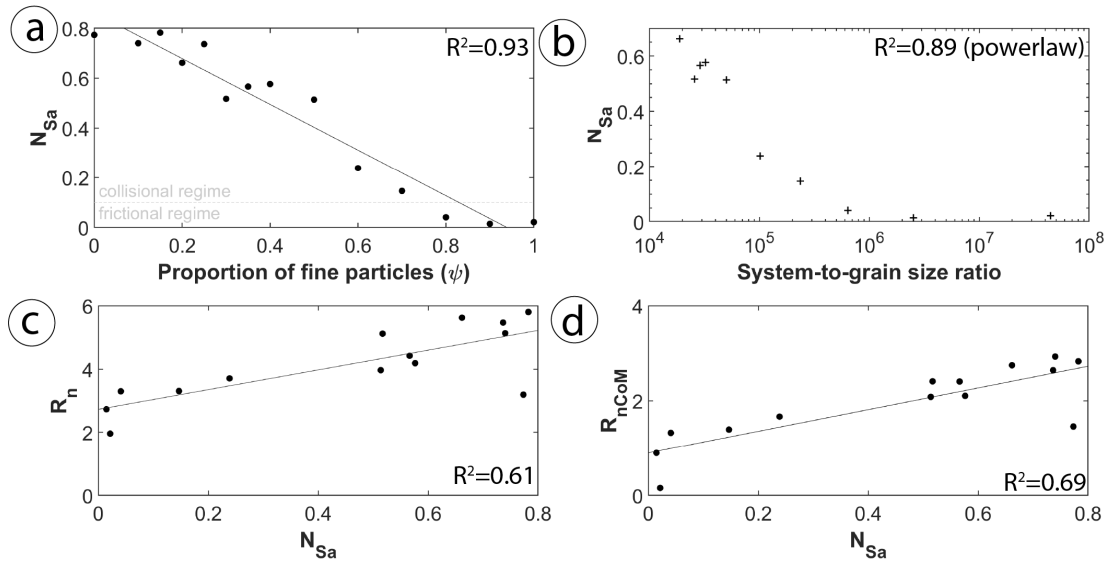 a
R²=0.93
0.8
0.6
0.4
0.2
0
N_Sa
collisional regime
frictional regime
0 0.2 0.4 0.6 0.8 1
Proportion of fine particles (ψ)
b
R²=0.89 (powerlaw)
0.6
0.4
0.2
0
N_Sa
10⁴ 10⁵ 10⁶ 10⁷ 10⁸
System-to-grain size ratio
c
6
4
2
0
R_n
R²=0.61
0 0.2 0.4 0.6 0.8
N_Sa
d
4
2
0
R_nCoM
R²=0.69
0 0.2 0.4 0.6 0.8
N_Sa